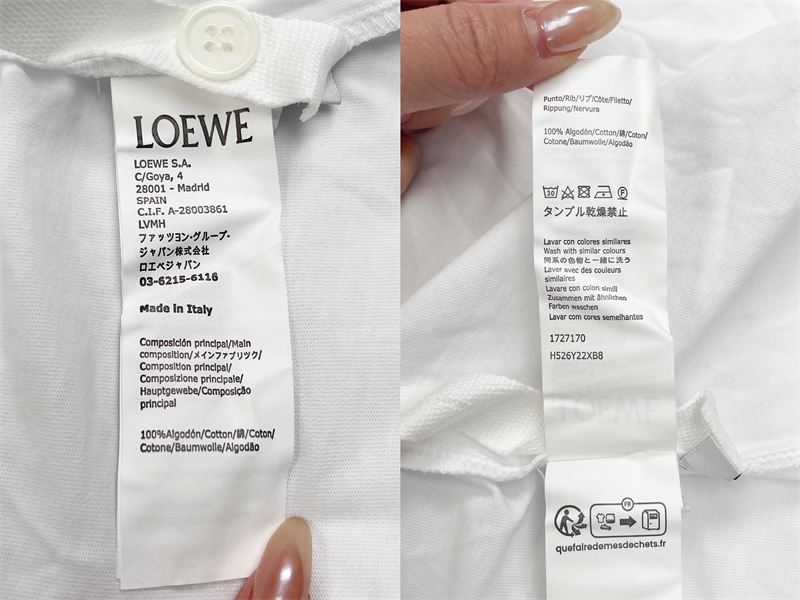 LOEWE
LOEWE S.A.
C/Goya, 4
28001 - Madrid
SPAIN
C.I.F. A-28003861
LVMH
ファッツヨン・グループ-
ジャパン株式会社
ロエベジャパン
03-6215-6116
Made in Italy
Composición principal/Main
composition/メインファブリツク/
Composition principal/
Composizione principale/
Hauptgewebe/Composição
principal
100%Algodón/Cotton/綿/Coton/
Cotone/Baumwolle/Algodão
Punto/Rib/リブ/Côte/Filetto/
Rippung/Nervura
100% Algodón/Cotton/綿/Coton/
Cotone/Baumwolle/Algodão
30 P
タンブル乾燥禁止
Lavar con colores similares
Wash with similar colours
同系の色物と一緒に洗う
Laver avec des couleurs
similaires
Lavare con colori simili
Zusammen mit ähnlichen
Farben waschen
Lavar com cores semelhantes
1727170
H526Y22XB8
FR
quefairedemesdechets.fr